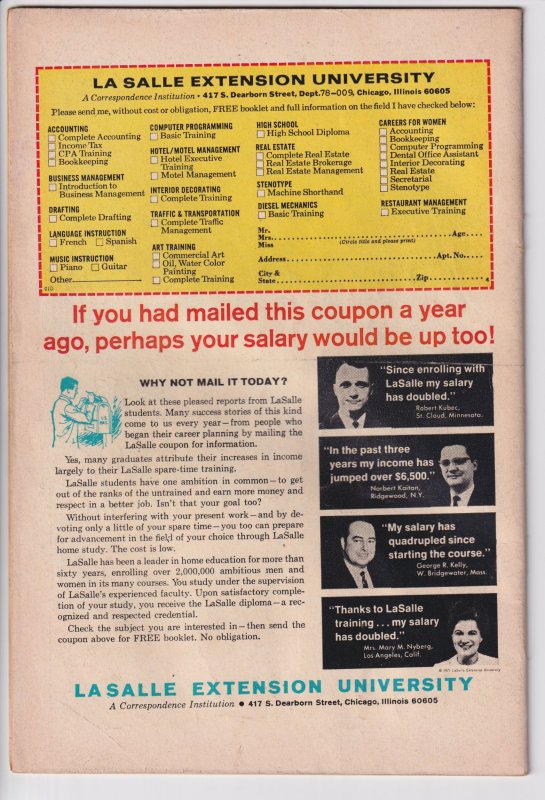 LA SALLE EXTENSION UNIVERSITY
A Correspondence Institution • 417 S. Dearborn Street, Dept. 78-009, Chicago, Illinois 60605
Please send me, without cost or obligation, FREE booklet and full information on the field I have checked below:
ACCOUNTING
Complete Accounting
Income Tax
CPA Training
Bookkeeping
BUSINESS MANAGEMENT
Introduction to
Business Management
DRAFTING
Complete Drafting
LANGUAGE INSTRUCTION
French Spanish
MUSIC INSTRUCTION
Piano Guitar
Other
COMPUTER PROGRAMMING
Basic Training
HOTEL/MOTEL MANAGEMENT
Hotel Executive
Training
Motel Management
INTERIOR DECORATING
Complete Training
TRAFFIC & TRANSPORTATION
Complete Traffic
Management
ART TRAINING
Commercial Art
Oil, Water Color
Painting
Complete Training
HIGH SCHOOL
High School Diploma
REAL ESTATE
Complete Real Estate
Real Estate Brokerage
Real Estate Management
STENOTYPE
Machine Shorthand
DIESEL MECHANICS
Basic Training
CAREERS FOR WOMEN
Accounting
Bookkeeping
Computer Programming
Dental Office Assistant
Interior Decorating
Real Estate
Secretarial
Stenotype
RESTAURANT MANAGEMENT
Executive Training
Mr.
Mrs. Age
Miss (Circle title and please print)
Address Apt. No.
City &
State Zip
4
If you had mailed this coupon a year
ago, perhaps your salary would be up too!
WHY NOT MAIL IT TODAY?
Look at these pleased reports from LaSalle
students. Many success stories of this kind
come to us every year—from people who
began their career planning by mailing the
LaSalle coupon for information.
Yes, many graduates attribute their increases in income
largely to their LaSalle spare-time training.
LaSalle students have one ambition in common—to get
out of the ranks of the untrained and earn more money and
respect in a better job. Isn't that your goal too?
Without interfering with your present work—and by de-
voting only a little of your spare time—you too can prepare
for advancement in the field of your choice through LaSalle
home study. The cost is low.
LaSalle has been a leader in home education for more than
sixty years, enrolling over 2,000,000 ambitious men and
women in its many courses. You study under the supervision
of LaSalle's experienced faculty. Upon satisfactory comple-
tion of your study, you receive the LaSalle diploma—a rec-
ognized and respected credential.
Check the subject you are interested in—then send the
coupon above for FREE booklet. No obligation.
"Since enrolling with
LaSalle my salary
has doubled."
Robert Kubec,
St. Cloud, Minnesota.
"In the past three
years my income has
jumped over $6,500."
Norbert Kaitan,
Ridgewood, N.Y.
"My salary has
quadrupled since
starting the course."
George R. Kelly,
W. Bridgewater, Mass.
"Thanks to LaSalle
training...my salary
has doubled."
Mrs. Mary M. Nyberg,
Los Angeles, Calif.
© 1971 LaSalle Extension University
LA SALLE EXTENSION UNIVERSITY
A Correspondence Institution • 417 S. Dearborn Street, Chicago, Illinois 60605